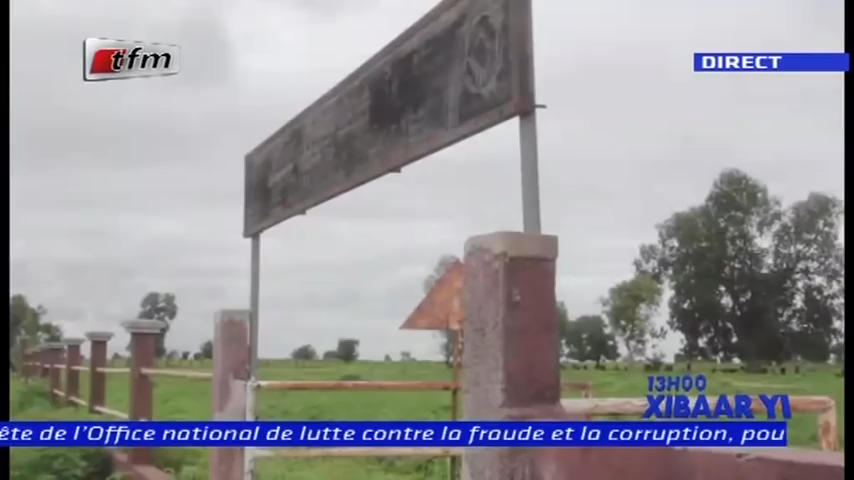 tfm
DIRECT
13H00
XIBAAR YI
ête de l'Office national de lutte contre la fraude et la corruption, pou